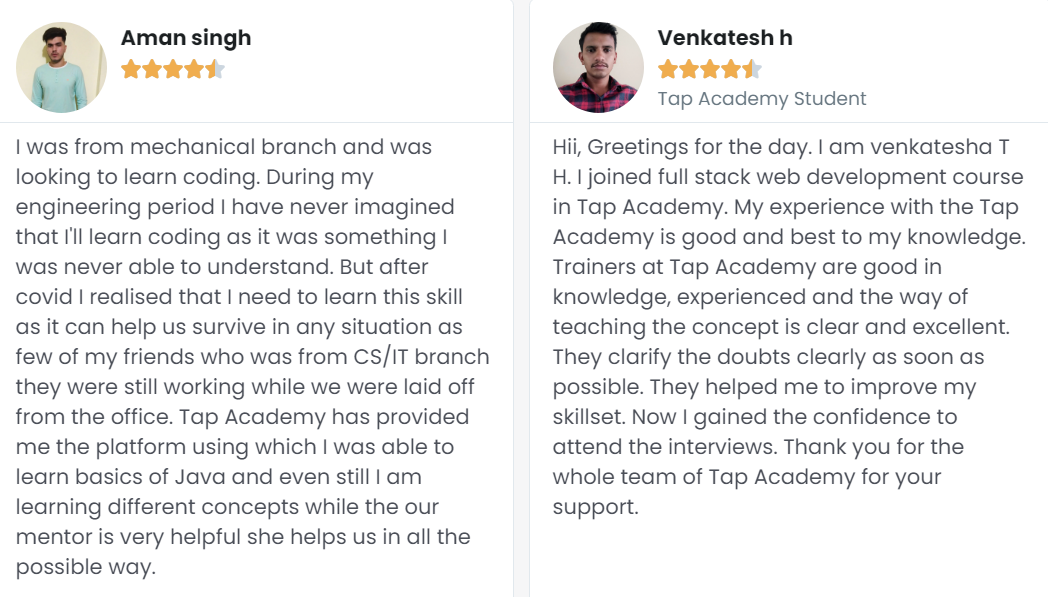 Aman singh
I was from mechanical branch and was
looking to learn coding. During my
engineering period I have never imagined
that I'll learn coding as it was something I
was never able to understand. But after
covid I realised that I need to learn this skill
as it can help us survive in any situation as
few of my friends who was from CS/IT branch
they were still working while we were laid off
from the office. Tap Academy has provided
me the platform using which I was able to
learn basics of Java and even still I am
learning different concepts while the our
mentor is very helpful she helps us in all the
possible way.
Venkatesh h
Tap Academy Student
Hii, Greetings for the day. I am venkatesha T
H. I joined full stack web development course
in Tap Academy. My experience with the Tap
Academy is good and best to my knowledge.
Trainers at Tap Academy are good in
knowledge, experienced and the way of
teaching the concept is clear and excellent.
They clarify the doubts clearly as soon as
possible. They helped me to improve my
skillset. Now I gained the confidence to
attend the interviews. Thank you for the
whole team of Tap Academy for your
support.